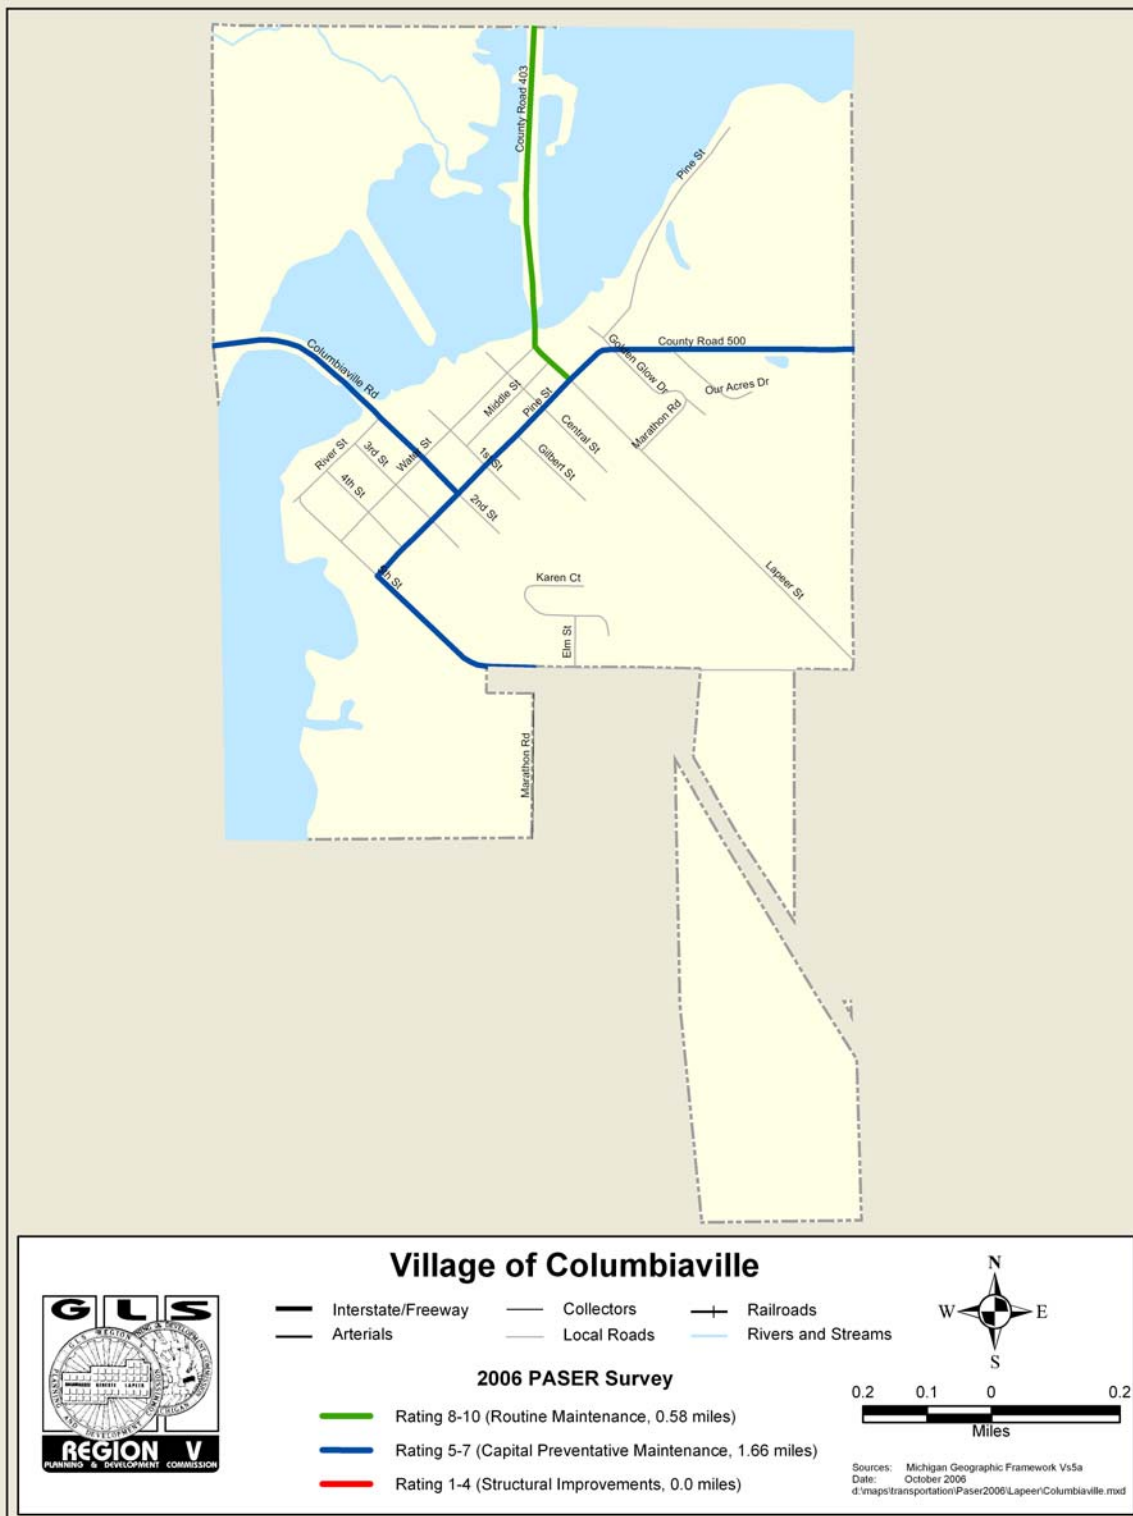 County Road 403
Pine St
County Road 500
Golden Glow Dr
Our Acres Dr
Columbiaville Rd
Middle St
Pine St
Central St
Marathon Rd
River St
3rd St
Water St
1st St
Gilbert St
4th St
2nd St
5th St
Karen Ct
Elm St
Lapeer St
Marathon Rd
Village of Columbiaville
GLS
REGION V
PLANNING & DEVELOPMENT COMMISSION
Interstate/Freeway
Arterials
Collectors
Local Roads
Railroads
Rivers and Streams
2006 PASER Survey
Rating 8-10 (Routine Maintenance, 0.58 miles)
Rating 5-7 (Capital Preventative Maintenance, 1.66 miles)
Rating 1-4 (Structural Improvements, 0.0 miles)
N
W E
S
0.2 0.1 0 0.2
Miles
Sources: Michigan Geographic Framework Vs5a
Date: October 2006
d:\maps\transportation\Paser2006\Lapeer\Columbiaville.mxd